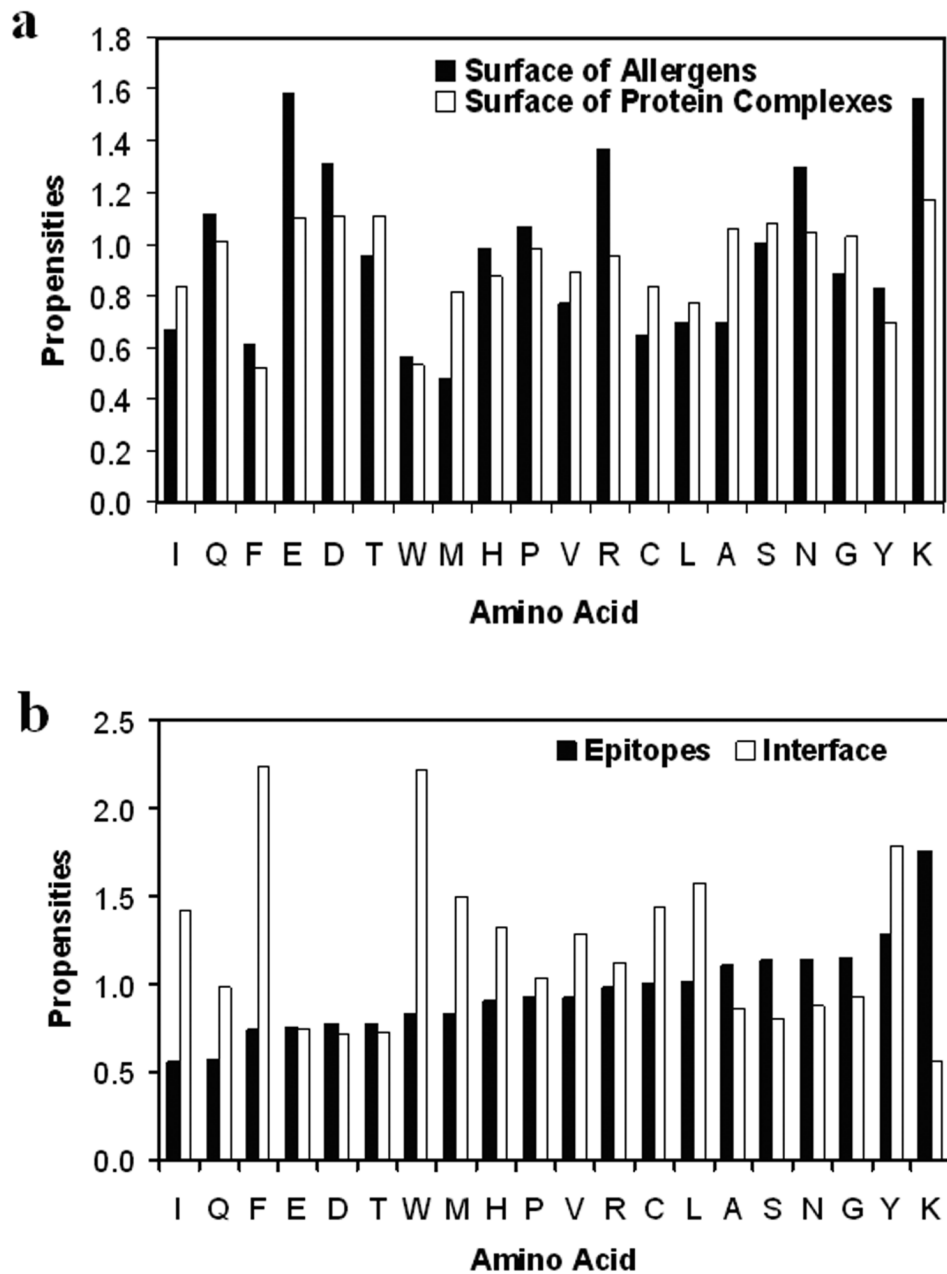 a
Surface of Allergens
Surface of Protein Complexes
Propensities
1.8
1.6
1.4
1.2
1.0
0.8
0.6
0.4
0.2
0.0
I Q F E D T W M H P V R C L A S N G Y K
Amino Acid
b
Epitopes Interface
Propensities
2.5
2.0
1.5
1.0
0.5
0.0
I Q F E D T W M H P V R C L A S N G Y K
Amino Acid